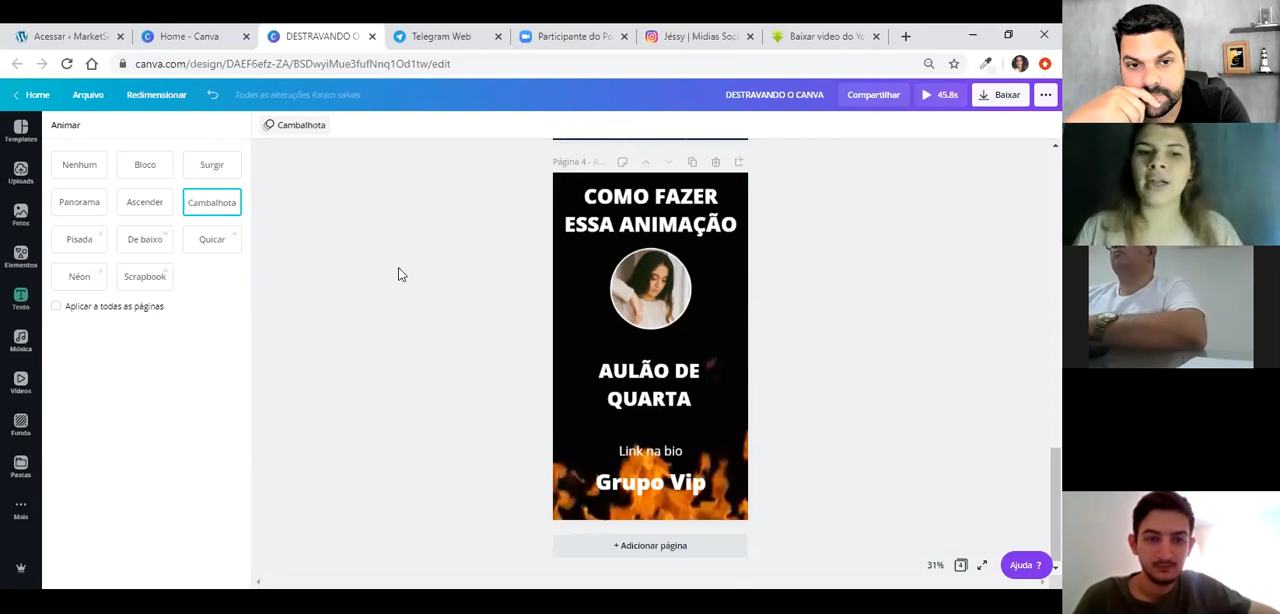 Acessar ‹ MarketS
Home - Canva
DESTRAVANDO O
Telegram Web
Participante do Po
Jéssy | Mídias Soc
Baixar vídeo do Yo
canva.com/design/DAEF6efz-ZA/BSDwyiMue3fufNnq1Od1tw/edit
Home
Arquivo
Redimensionar
Todas as alterações foram salvas
DESTRAVANDO O CANVA
Compartilhar
45.8s
Baixar
Animar
Cambalhota
Templates
Uploads
Fotos
Elementos
Texto
Música
Vídeos
Fundo
Pastas
Mais
Nenhum
Bloco
Surgir
Panorama
Ascender
Cambalhota
Pisada
De baixo
Quicar
Néon
Scrapbook
Aplicar a todas as páginas
Página 4 - A...
COMO FAZER
ESSA ANIMAÇÃO
AULÃO DE
QUARTA
Link na bio
Grupo Vip
+ Adicionar página
31%
4
Ajuda ?